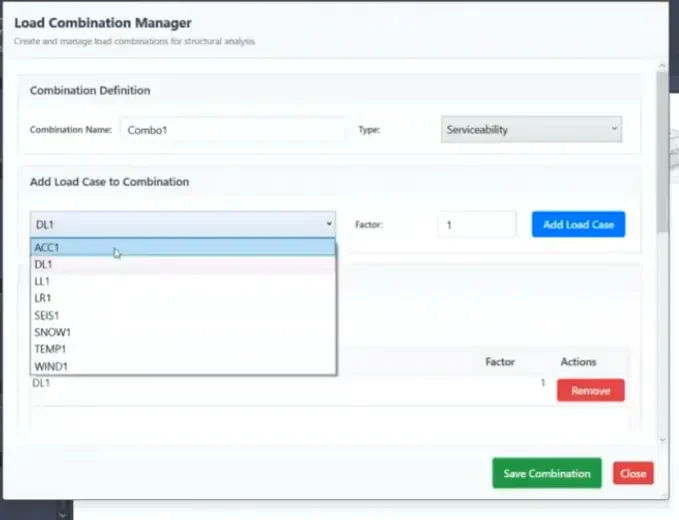 Load Combination Manager
Create and manage load combinations for structural analysis
Combination Definition
Combination Name: Combo1 Type: Serviceability
Add Load Case to Combination
DL1 Factor: 1 Add Load Case
ACC1
DL1
LL1
LR1
SEIS1
SNOW1
TEMP1
WIND1
Factor Actions
DL1 1 Remove
Save Combination Close